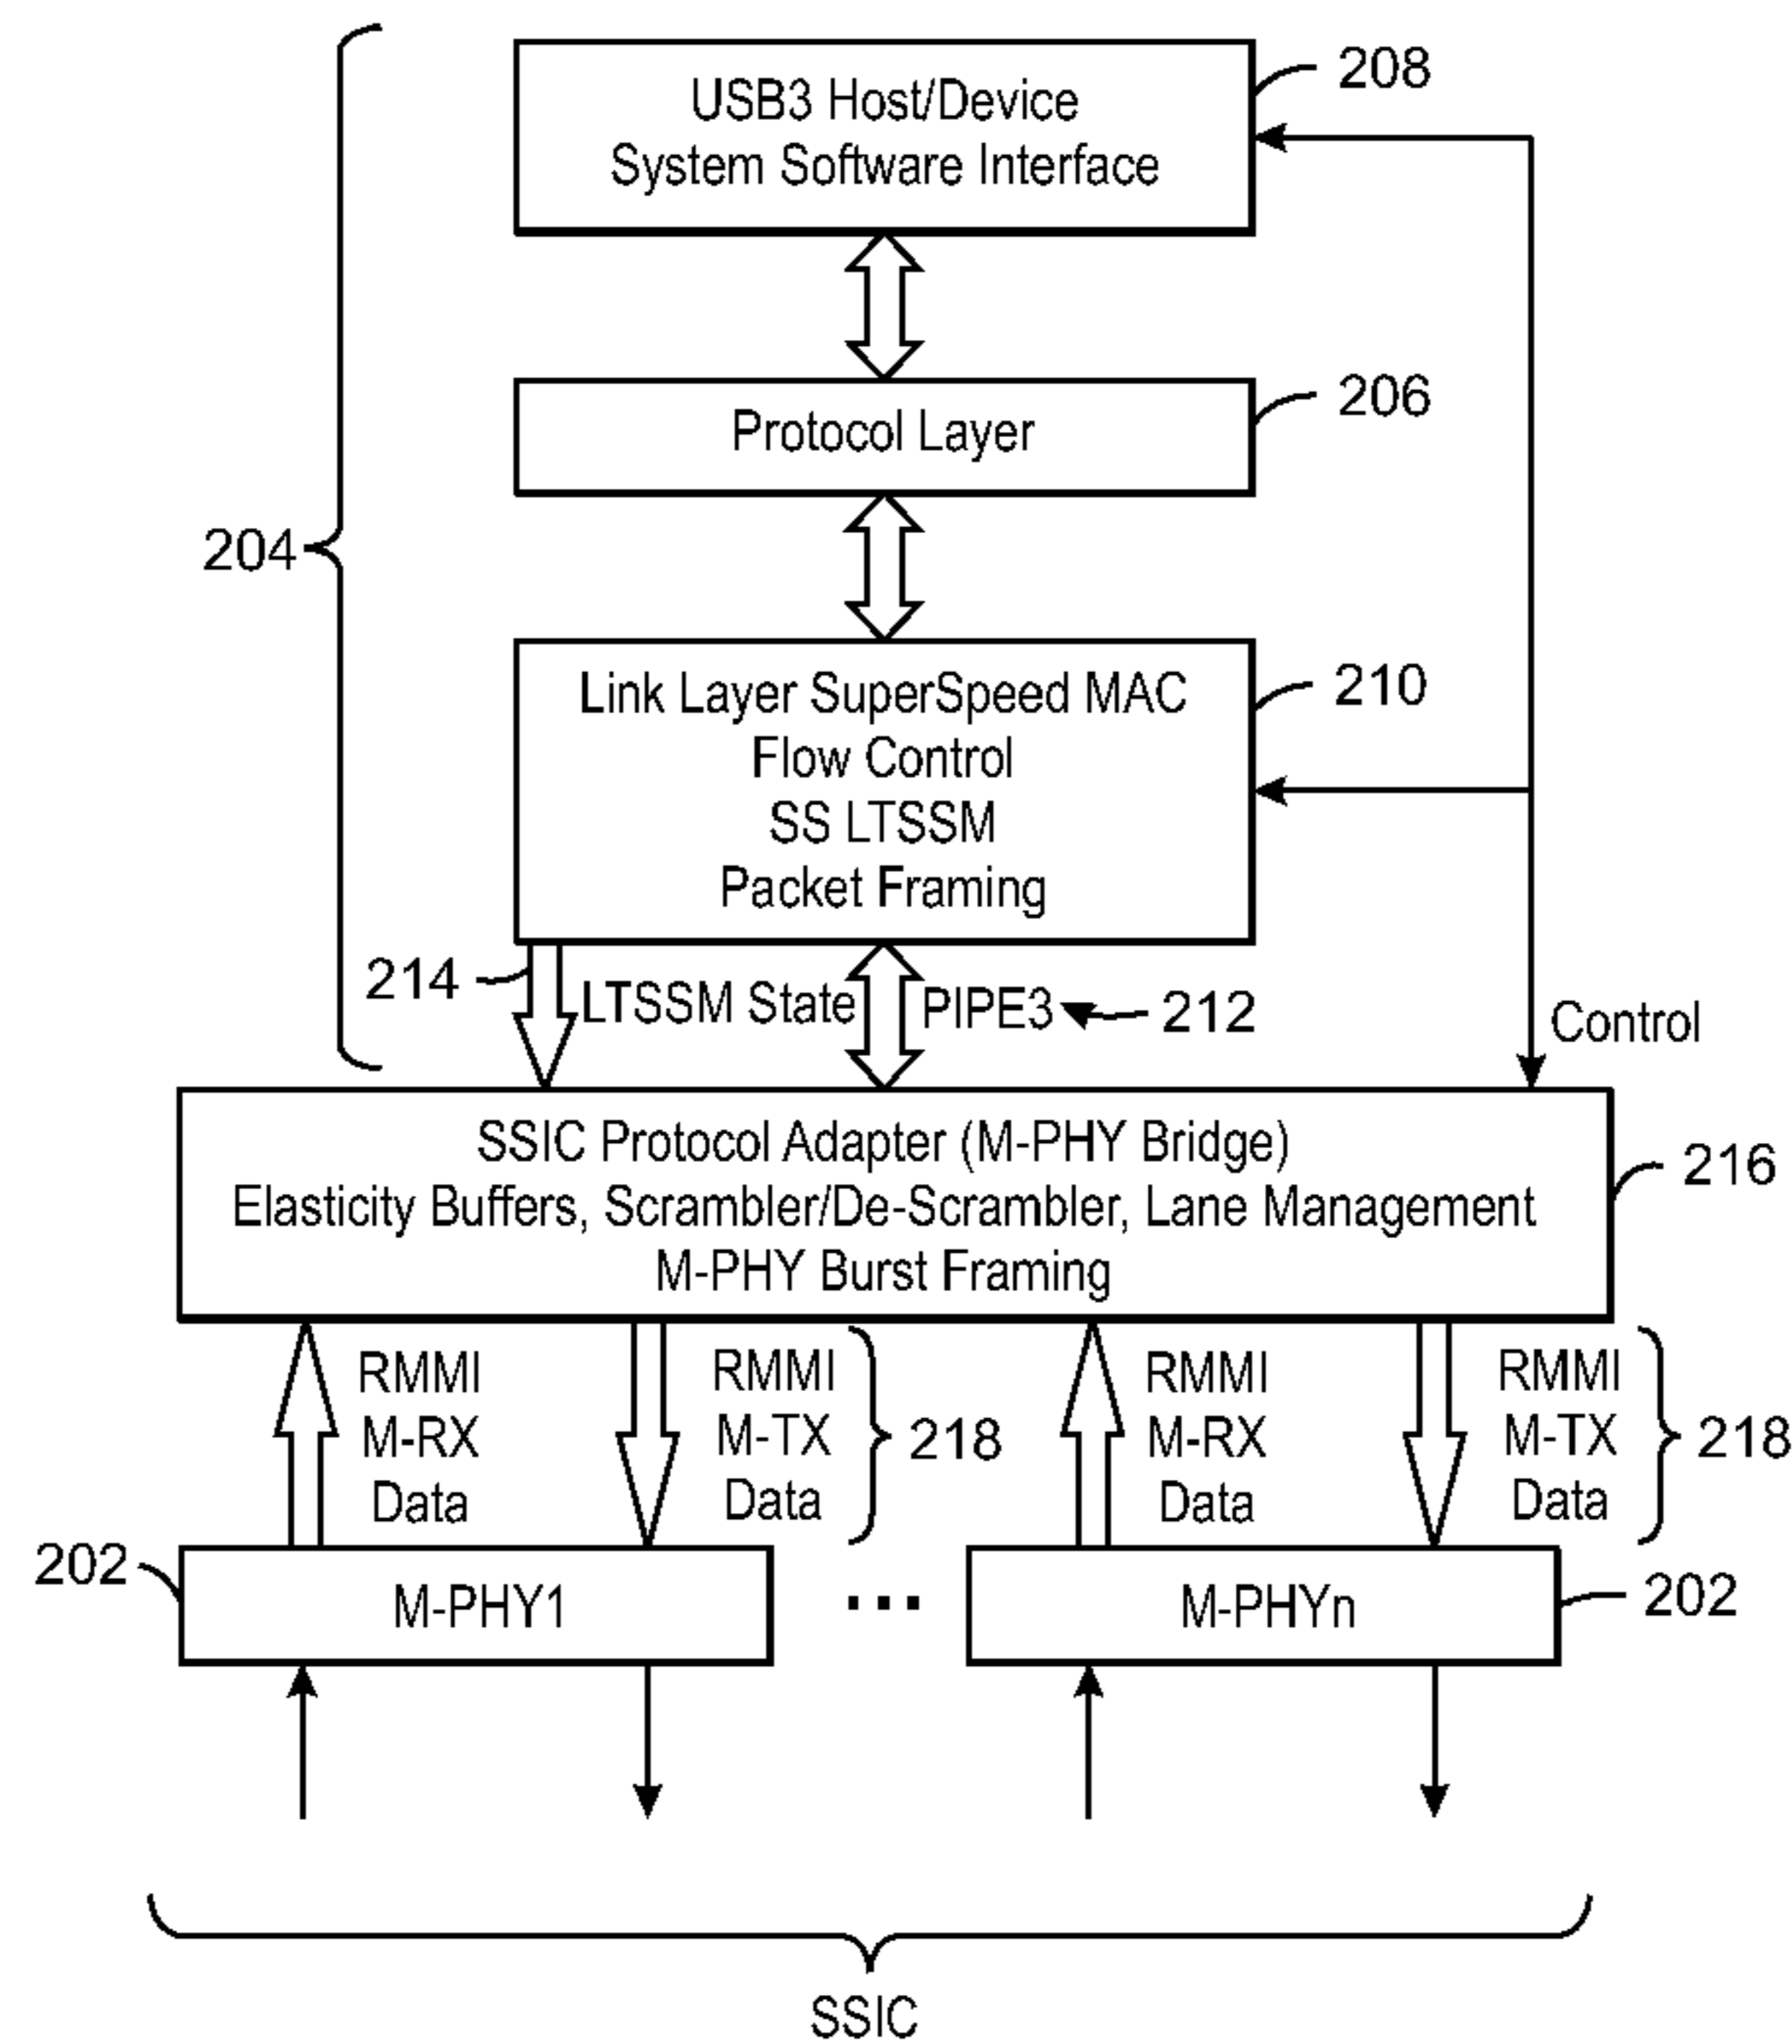 208
USB3 Host/Device
System Software Interface
206
Protocol Layer
204
210
Link Layer SuperSpeed MAC
Flow Control
SS LTSSM
Packet Framing
214
LTSSM State
PIPE3
212
Control
SSIC Protocol Adapter (M-PHY Bridge)
Elasticity Buffers, Scrambler/De-Scrambler, Lane Management
M-PHY Burst Framing
216
RMMI
M-RX
Data
RMMI
M-TX
Data
218
RMMI
M-RX
Data
RMMI
M-TX
Data
218
202
M-PHY1
...
M-PHYn
202
SSIC